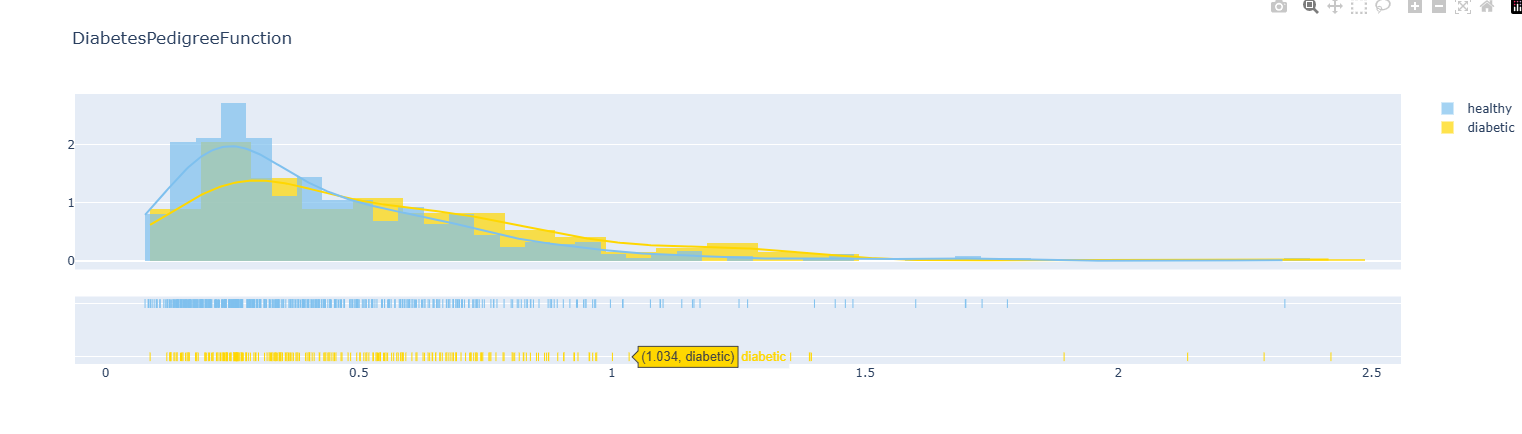 DiabetesPedigreeFunction
healthy
diabetic
2
1
0
(1.034, diabetic) diabetic
0 0.5 1 1.5 2 2.5